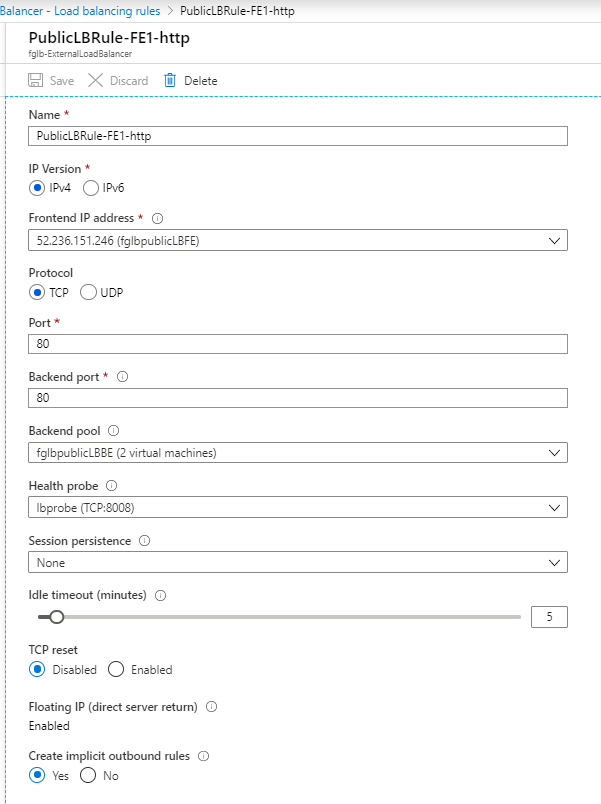 Balancer - Load balancing rules > PublicLBRule-FE1-http
PublicLBRule-FE1-http
fglb-ExternalLoadBalancer
Save Discard Delete
Name *
PublicLBRule-FE1-http
IP Version *
IPv4 IPv6
Frontend IP address *
52.236.151.246 (fglbpublicLBFE)
Protocol
TCP UDP
Port *
80
Backend port *
80
Backend pool
fglbpublicLBBE (2 virtual machines)
Health probe
lbprobe (TCP:8008)
Session persistence
None
Idle timeout (minutes)
5
TCP reset
Disabled Enabled
Floating IP (direct server return)
Enabled
Create implicit outbound rules
Yes No